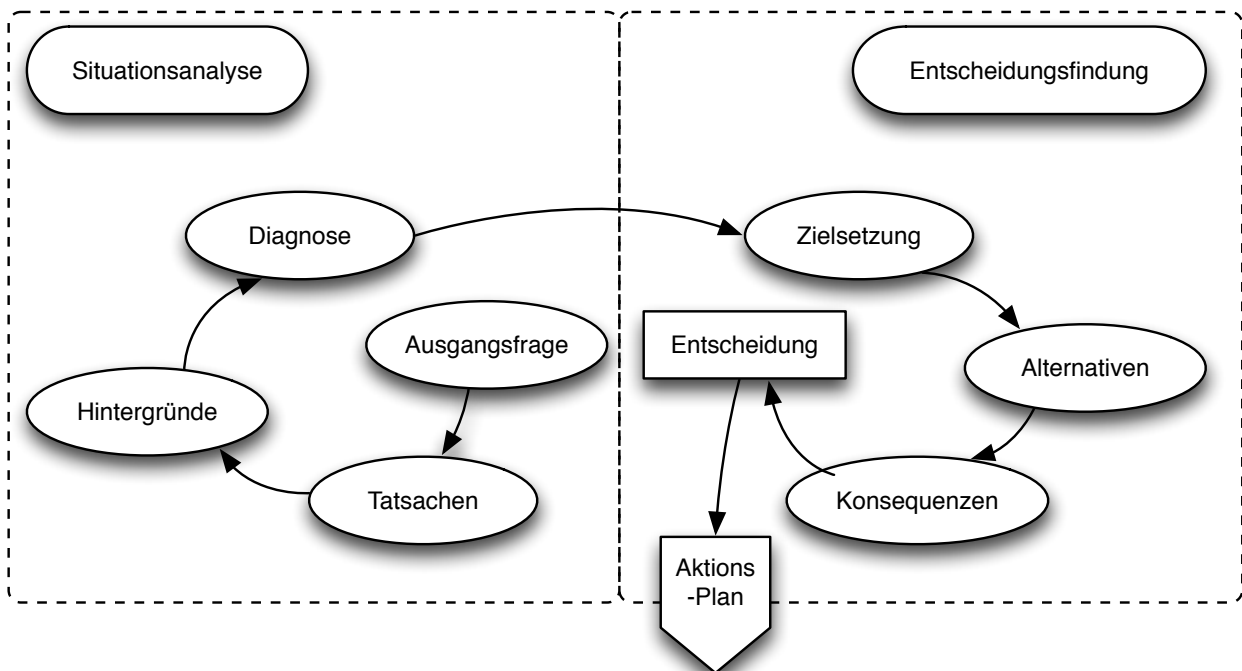 Situationsanalyse
Entscheidungsfindung
Diagnose
Zielsetzung
Ausgangsfrage
Entscheidung
Alternativen
Hintergründe
Tatsachen
Konsequenzen
Aktions
-Plan